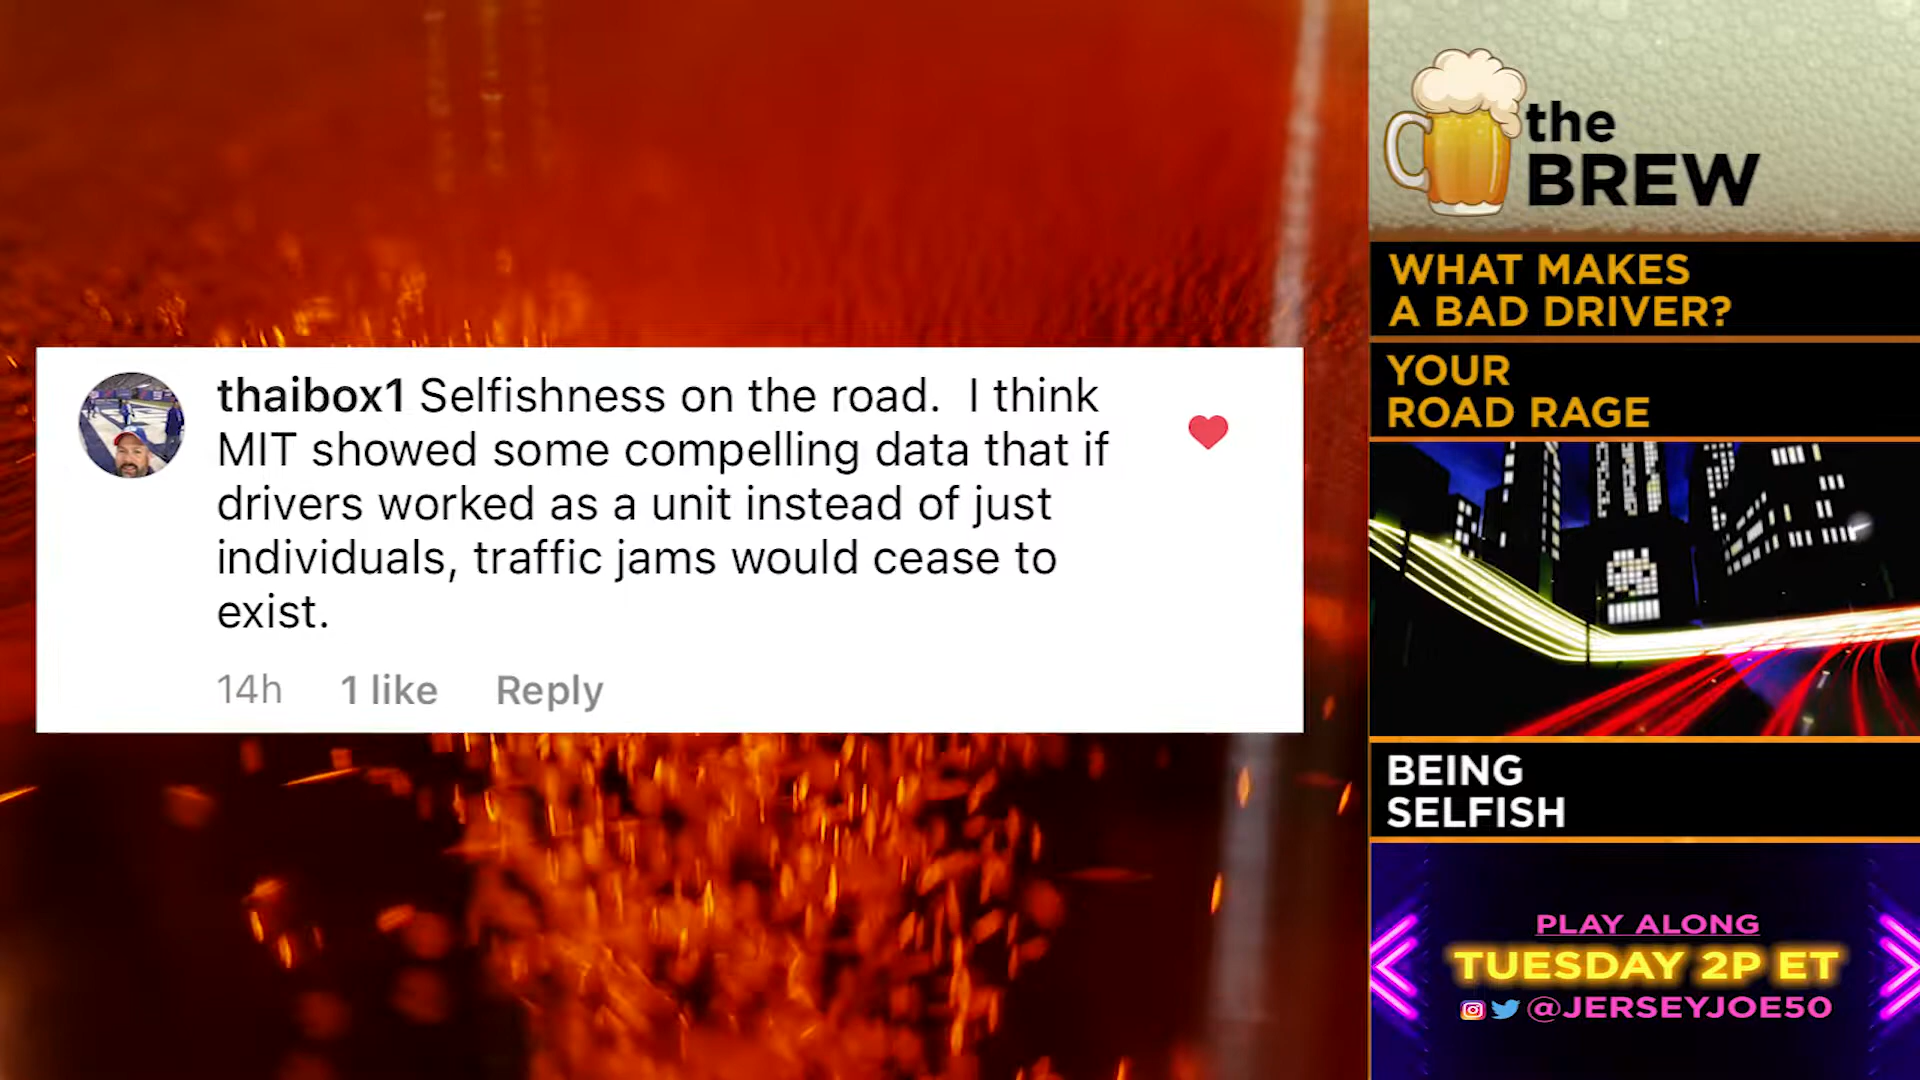 thaibox1 Selfishness on the road. I think
MIT showed some compelling data that if
drivers worked as a unit instead of just
individuals, traffic jams would cease to
exist.
14h 1 like Reply
the
BREW
WHAT MAKES
A BAD DRIVER?
YOUR
ROAD RAGE
BEING
SELFISH
PLAY ALONG
TUESDAY 2P ET
@JERSEYJOE50